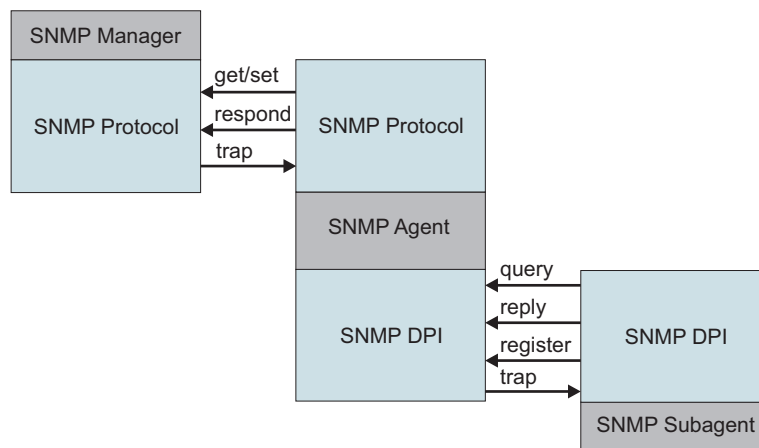 SNMP Manager
SNMP Protocol
get/set
respond
trap
SNMP Protocol
SNMP Agent
SNMP DPI
query
reply
register
trap
SNMP DPI
SNMP Subagent